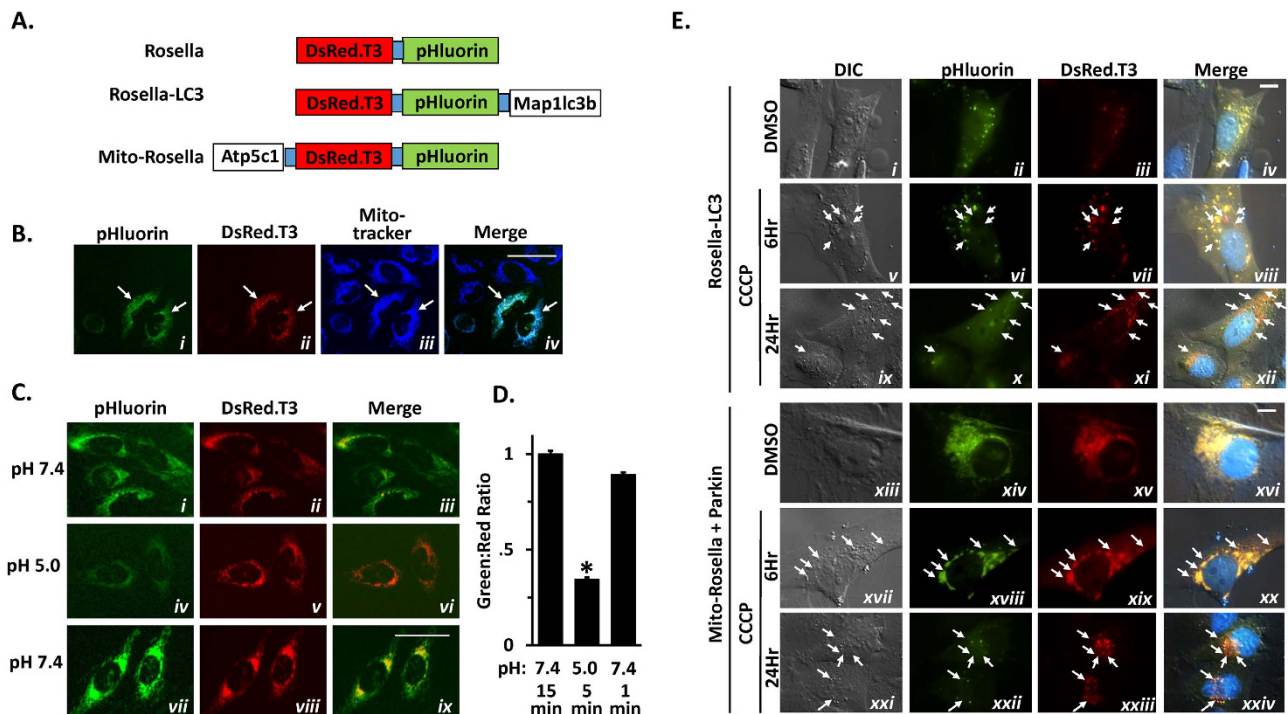 A.
Rosella
DsRed.T3
pHluorin
Rosella-LC3
DsRed.T3
pHluorin
Map1lc3b
Mito-Rosella
Atp5c1
DsRed.T3
pHluorin
B.
pHluorin
DsRed.T3
Mito-
tracker
Merge
i
ii
iii
iv
C.
pHluorin
DsRed.T3
Merge
pH 7.4
i
ii
iii
pH 5.0
iv
v
vi
pH 7.4
vii
viii
ix
D.
Green:Red Ratio
1
.5
0
*
pH: 7.4 5.0 7.4
15 5 1
min min min
E.
DIC
pHluorin
DsRed.T3
Merge
Rosella-LC3
DMSO
i
ii
iii
iv
CCCP
6Hr
v
vi
vii
viii
24Hr
ix
x
xi
xii
Mito-Rosella + Parkin
DMSO
xiii
xiv
xv
xvi
CCCP
6Hr
xvii
xviii
xix
xx
24Hr
xxi
xxii
xxiii
xxiv